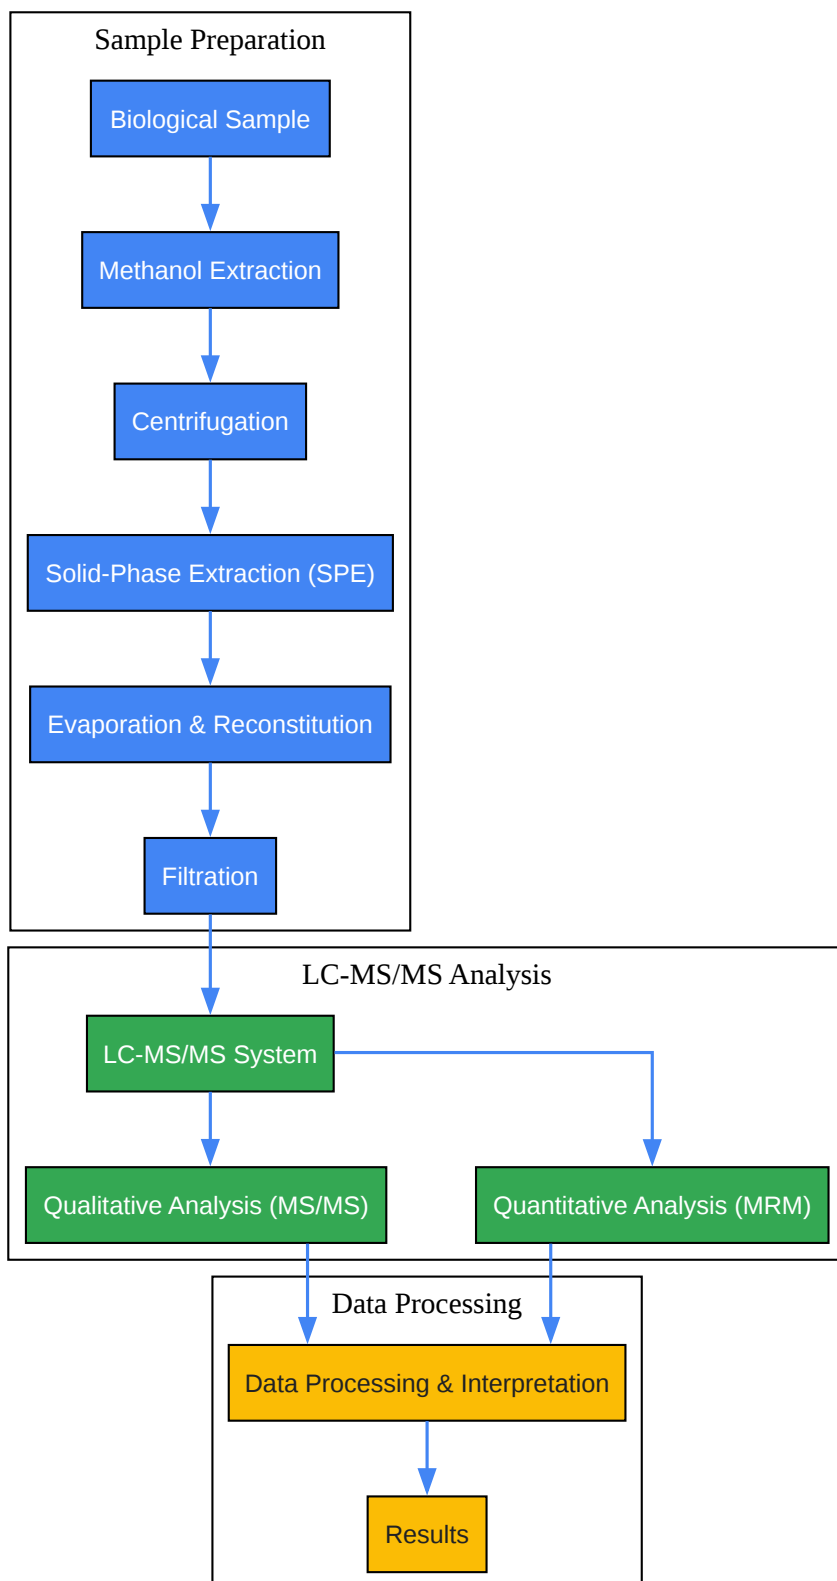 Sample Preparation
Biological Sample
Methanol Extraction
Centrifugation
Solid-Phase Extraction (SPE)
Evaporation & Reconstitution
Filtration
LC-MS/MS Analysis
LC-MS/MS System
Qualitative Analysis (MS/MS)
Quantitative Analysis (MRM)
Data Processing
Data Processing & Interpretation
Results